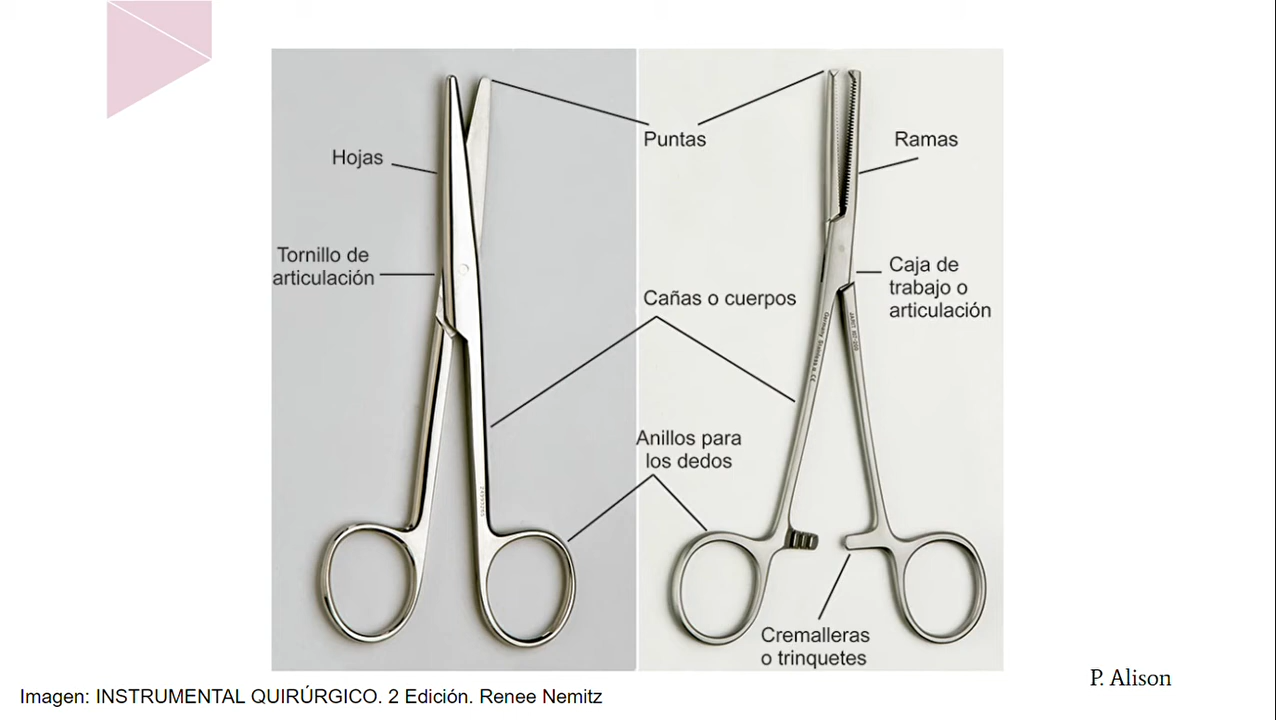 Puntas
Ramas
Hojas
Tornillo de
articulación
Caja de
trabajo o
articulación
Cañas o cuerpos
Anillos para
los dedos
Cremalleras
o trinquetes
P. Alison
Imagen: INSTRUMENTAL QUIRÚRGICO. 2 Edición. Renee Nemitz